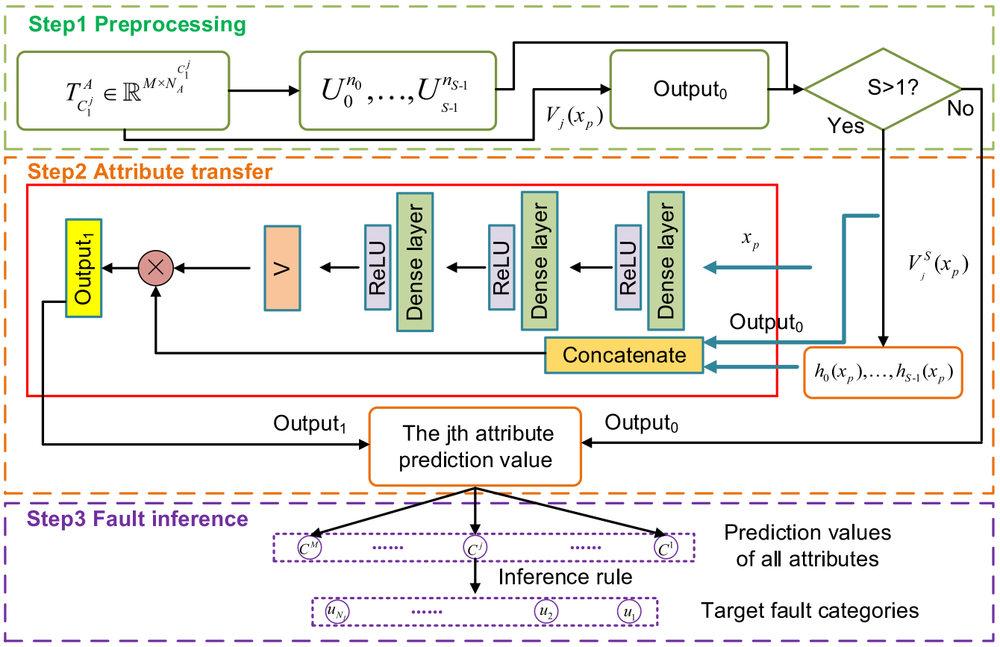 Step1 Preprocessing
T^A_{C_1^j} ∈ ℝ^{M×N_A^{C_1^j}}
U_0^{n_0},...,U_{S-1}^{n_{S-1}}
V_j(x_p)
Output₀
S>1?
Yes
No
Step2 Attribute transfer
Output₁
×
V
ReLU
Dense layer
ReLU
Dense layer
ReLU
Dense layer
x_p
V_j^S(x_p)
Output₀
Concatenate
h_0(x_p),...,h_{S-1}(x_p)
Output₁
The jth attribute
prediction value
Output₀
Step3 Fault inference
C^M ...... C^j ...... C^1
Prediction values
of all attributes
Inference rule
u_{N_I} ...... u_2 u_1
Target fault categories